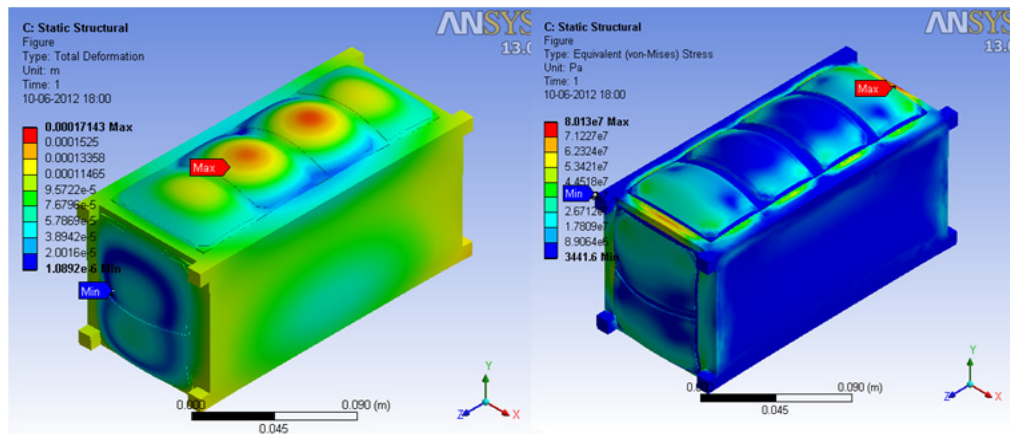 C: Static Structural
Figure
Type: Total Deformation
Unit: m
Time: 1
10-06-2012 18:00
ANSYS
13.0
0.00017143 Max
0.0001525
0.00013358
0.00011465
9.5722e-5
7.6796e-5
5.7869e-5
3.8942e-5
2.0016e-5
1.0892e-6 Min
Max
Min
0.000
0.090 (m)
0.045
Y
Z
X
C: Static Structural
Figure
Type: Equivalent (von-Mises) Stress
Unit: Pa
Time: 1
10-06-2012 18:00
ANSYS
13.0
8.013e7 Max
7.1227e7
6.2324e7
5.3421e7
4.4518e7
2.6712e
1.7809e7
8.9064e6
3441.6 Min
Max
Min
0.090 (m)
0.045
Y
Z
X